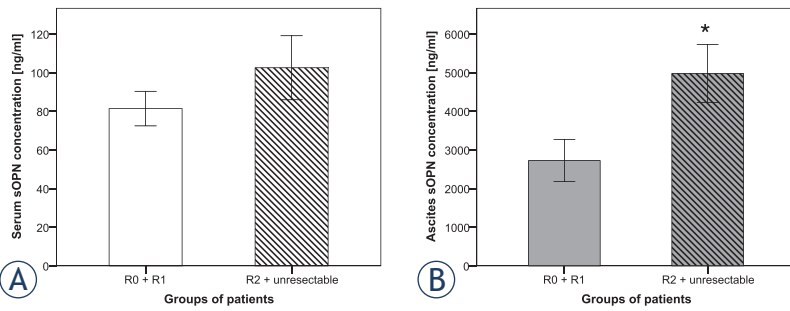 Serum sOPN concentration [ng/ml]
120
100
80
60
40
20
0
R0 + R1
R2 + unresectable
Groups of patients
A
Ascites sOPN concentration [ng/ml]
6000
5000
4000
3000
2000
1000
0
*
R0 + R1
R2 + unresectable
Groups of patients
B